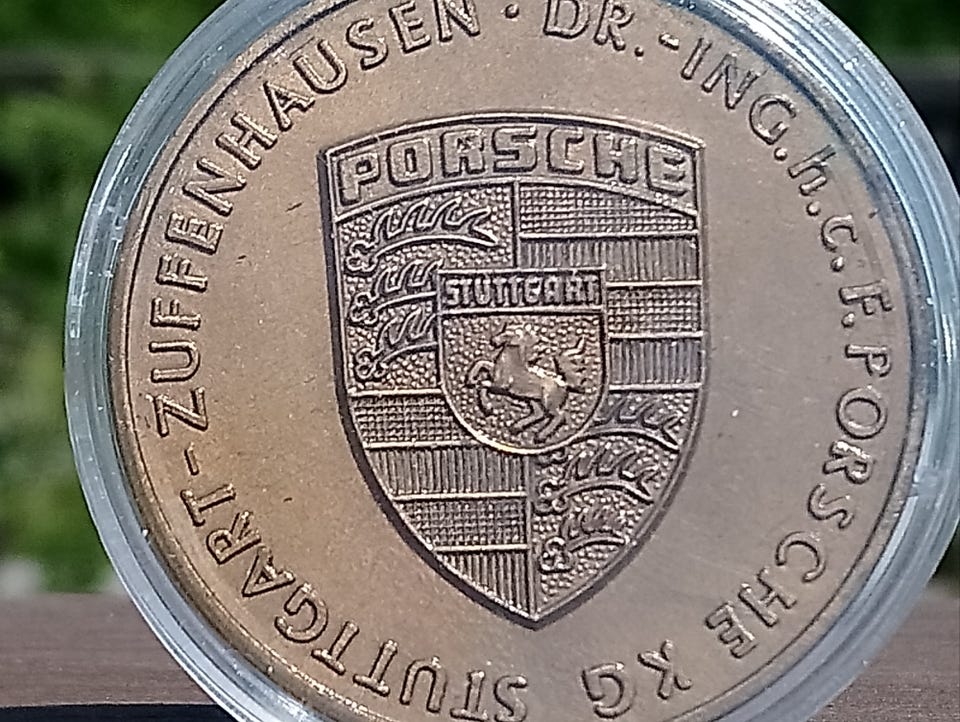 DR.-ING.h.c.F.PORSCHE KG
STUTTGART-ZUFFENHAUSEN ·
PORSCHE
STUTTGART